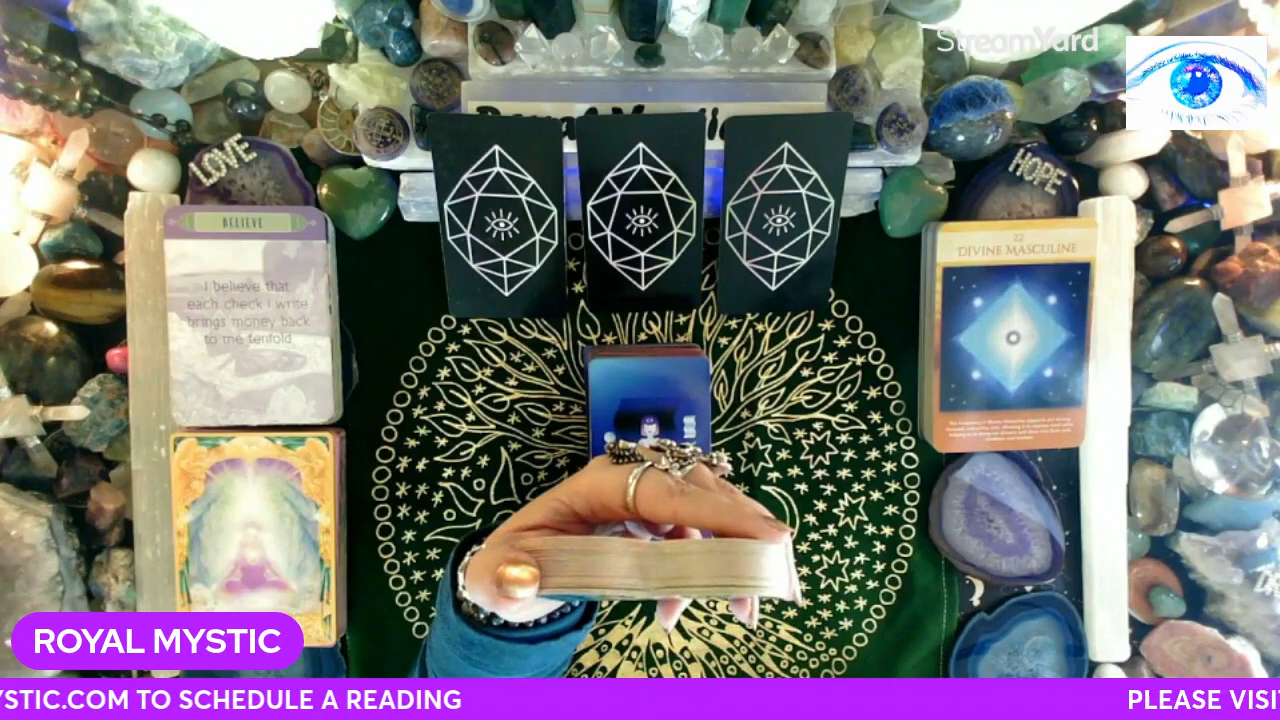 StreamYard
LOVE
HOPE
BELIEVE
I believe that
each check I write
brings money back
to me tenfold
22
DIVINE MASCULINE
ROYAL MYSTIC
YSTIC.COM TO SCHEDULE A READING
PLEASE VISI